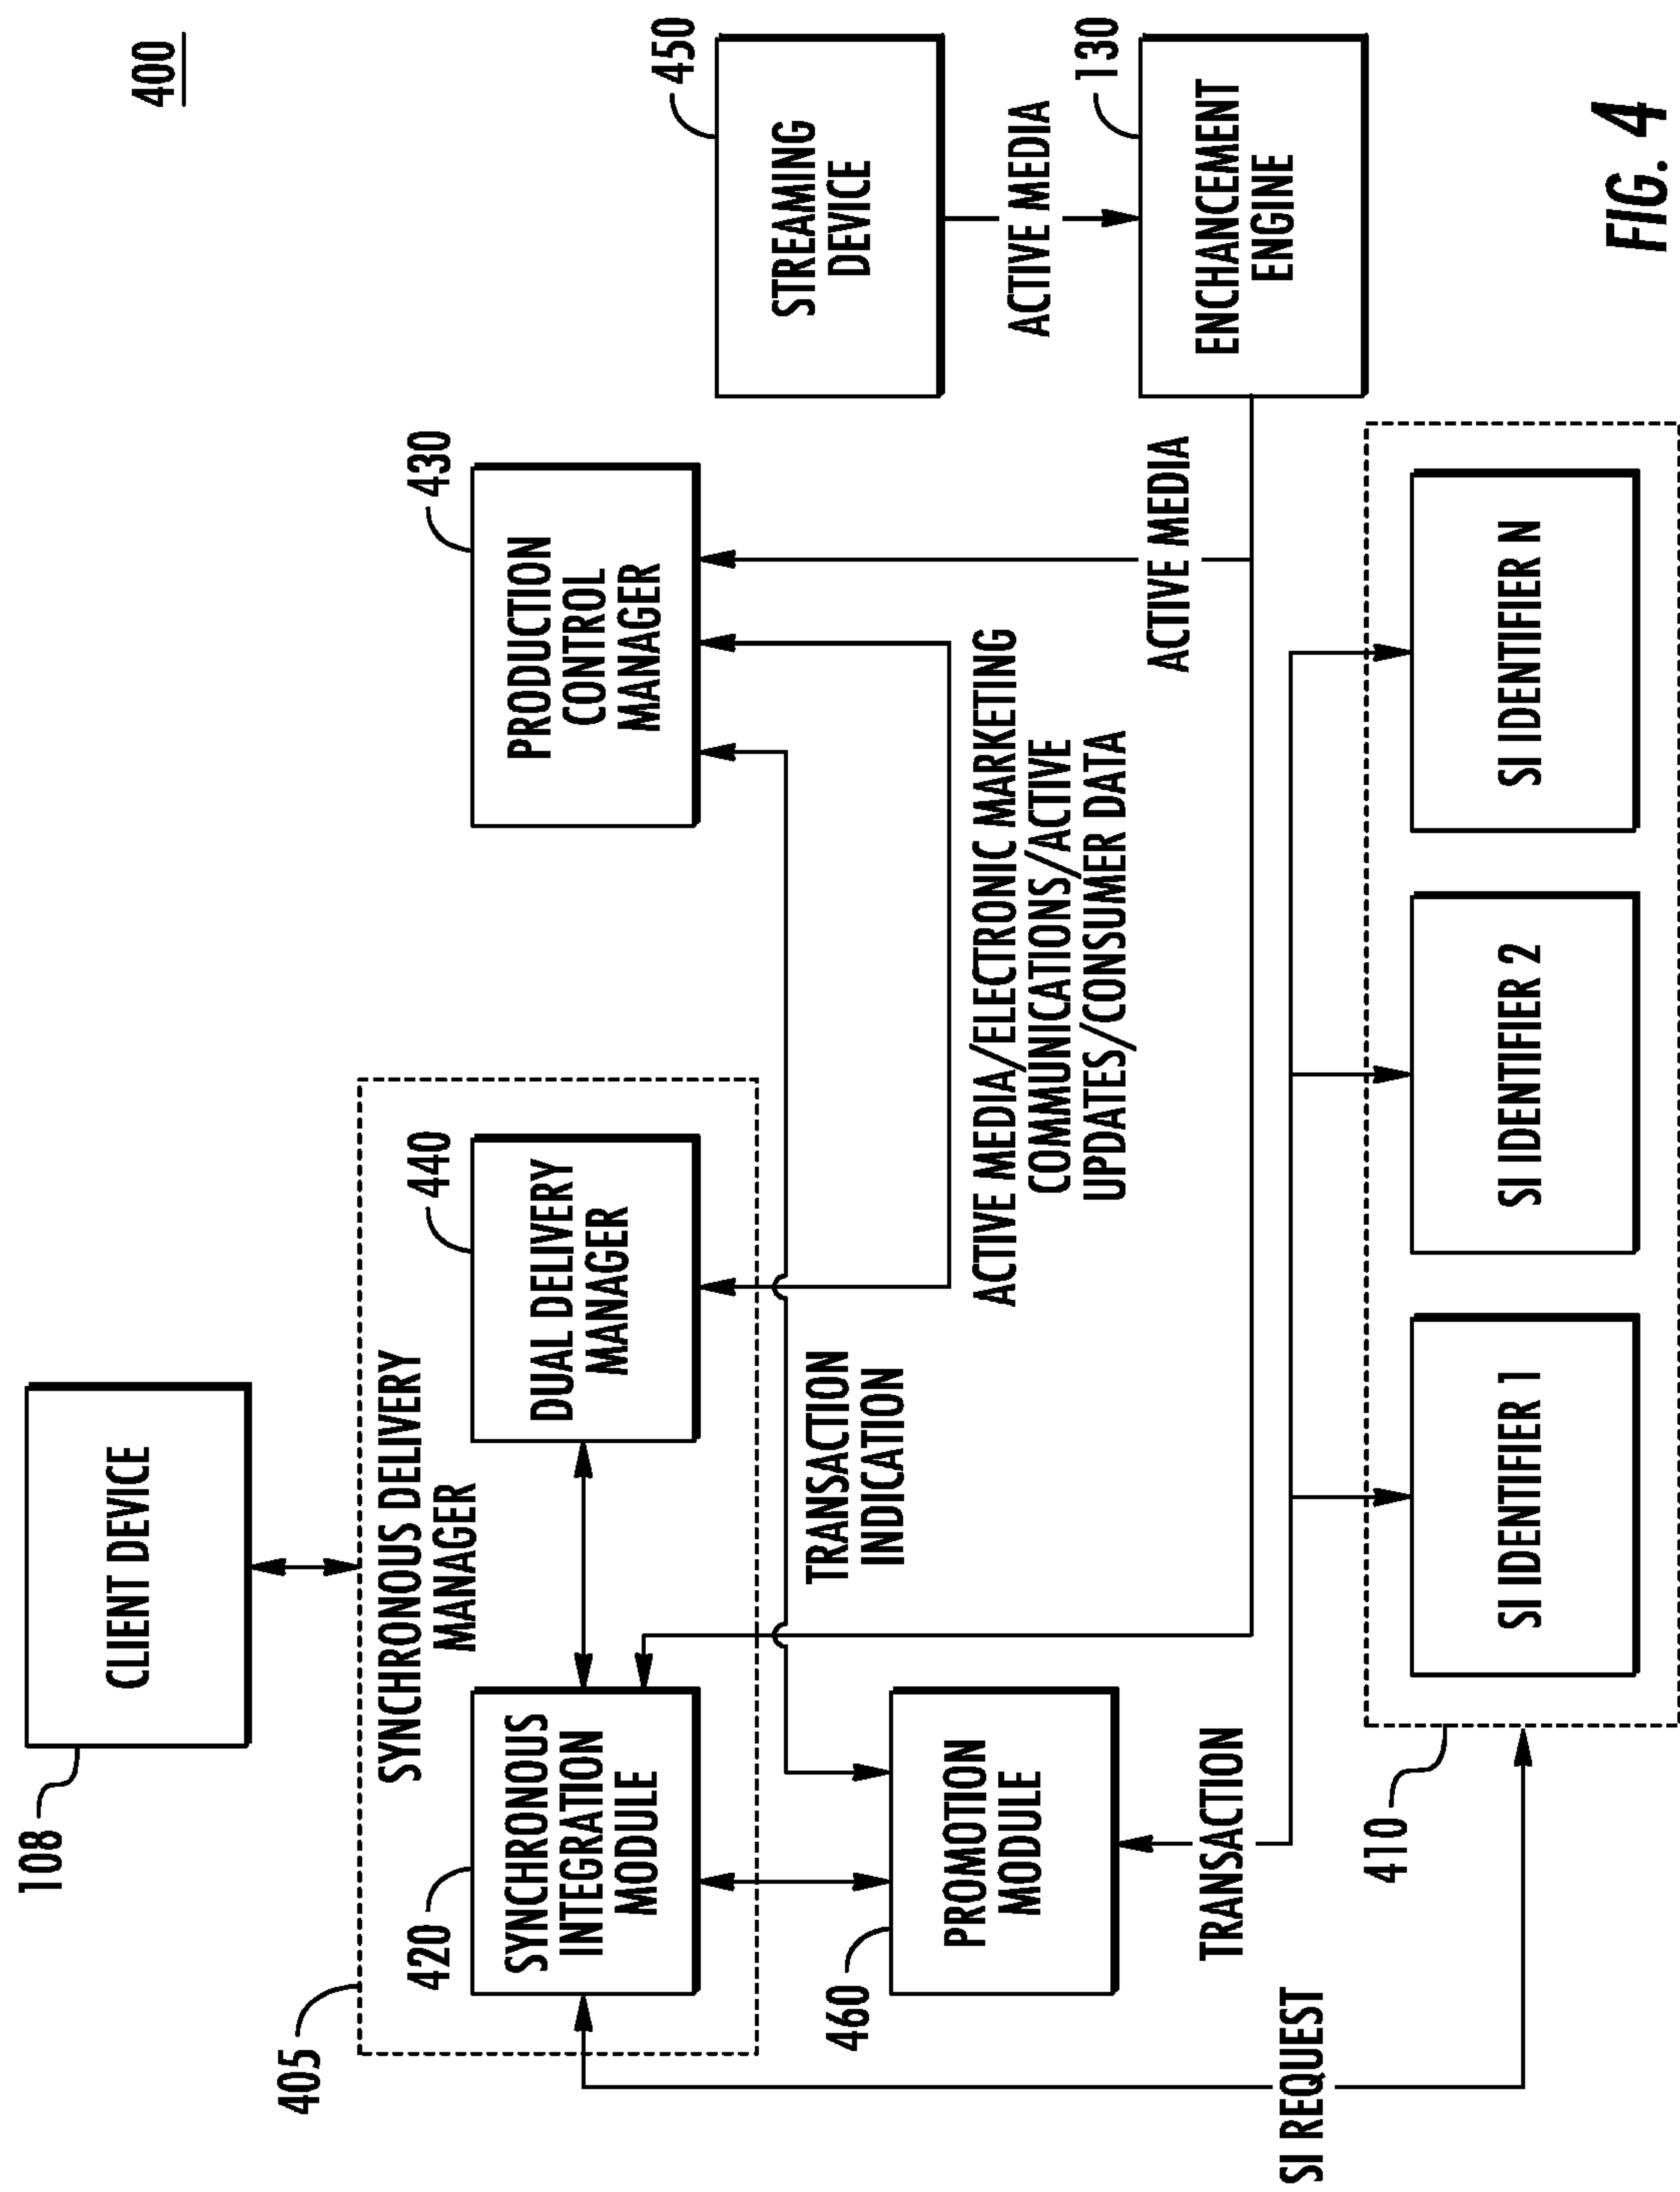 400
108
CLIENT DEVICE
405
SYNCHRONOUS DELIVERY
MANAGER
420
SYNCHRONOUS
INTEGRATION
MODULE
440
DUAL DELIVERY
MANAGER
430
PRODUCTION
CONTROL
MANAGER
450
STREAMING
DEVICE
ACTIVE MEDIA
130
ENCHANCEMENT
ENGINE
460
PROMOTION
MODULE
TRANSACTION
INDICATION
ACTIVE MEDIA/ELECTRONIC MARKETING
COMMUNICATIONS/ACTIVE
UPDATES/CONSUMER DATA
ACTIVE MEDIA
TRANSACTION
SI REQUEST
410
SI IDENTIFIER 1
SI IDENTIFIER 2
SI IDENTIFIER N
FIG. 4